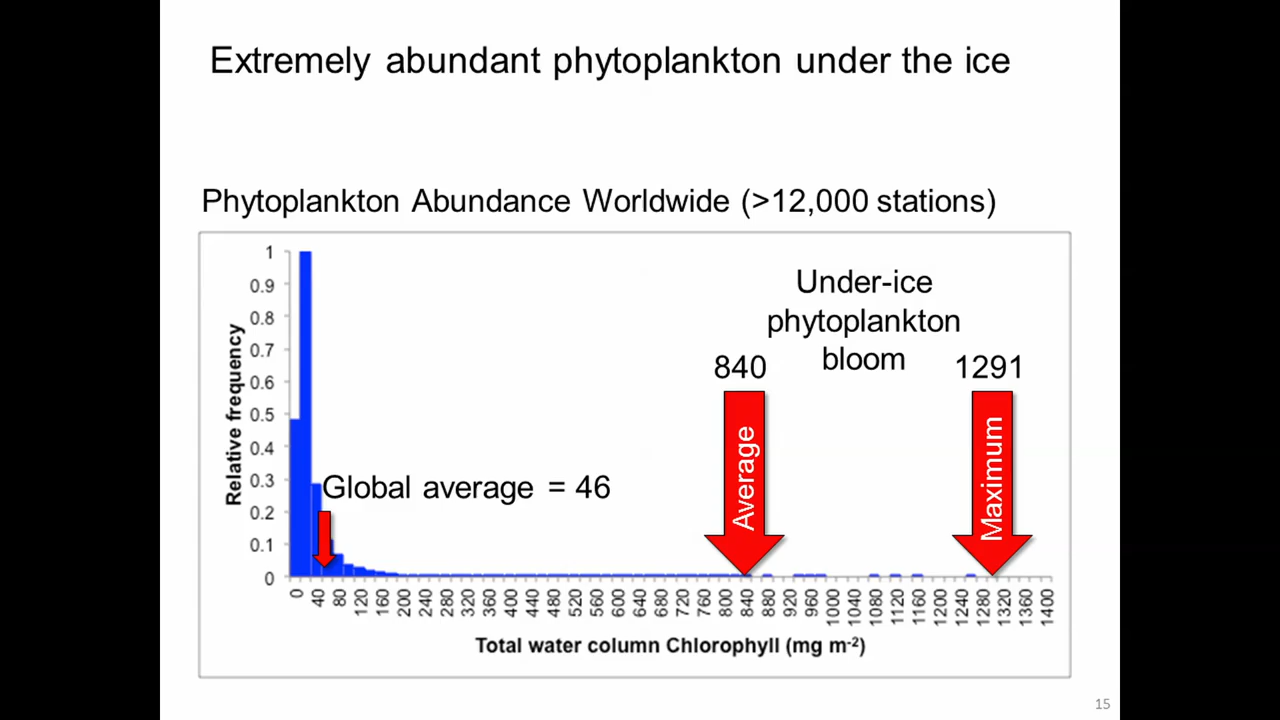 Extremely abundant phytoplankton under the ice
Phytoplankton Abundance Worldwide (>12,000 stations)
1
0.9
0.8
0.7
0.6
0.5
0.4
0.3
0.2
0.1
0
Relative frequency
Global average = 46
Under-ice
phytoplankton
bloom
840
1291
Average
Maximum
0 40 80 120 160 200 240 280 320 360 400 440 480 520 560 600 640 680 720 760 800 840 880 920 960 1000 1040 1080 1120 1160 1200 1240 1280 1320 1360 1400
Total water column Chlorophyll (mg m⁻²)
15